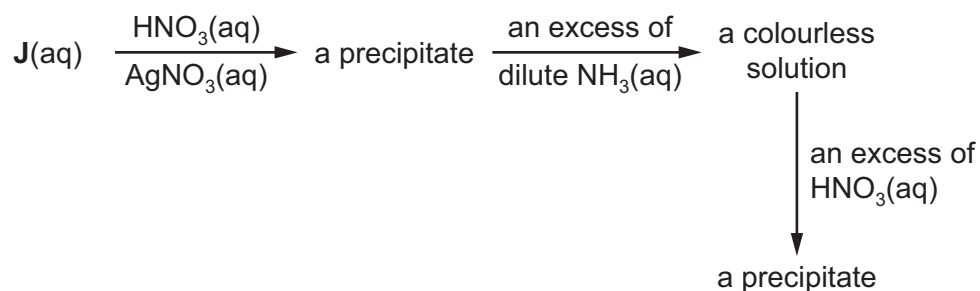 J(aq)
HNO₃(aq)
AgNO₃(aq)
a precipitate
an excess of
dilute NH₃(aq)
a colourless
solution
an excess of
HNO₃(aq)
a precipitate